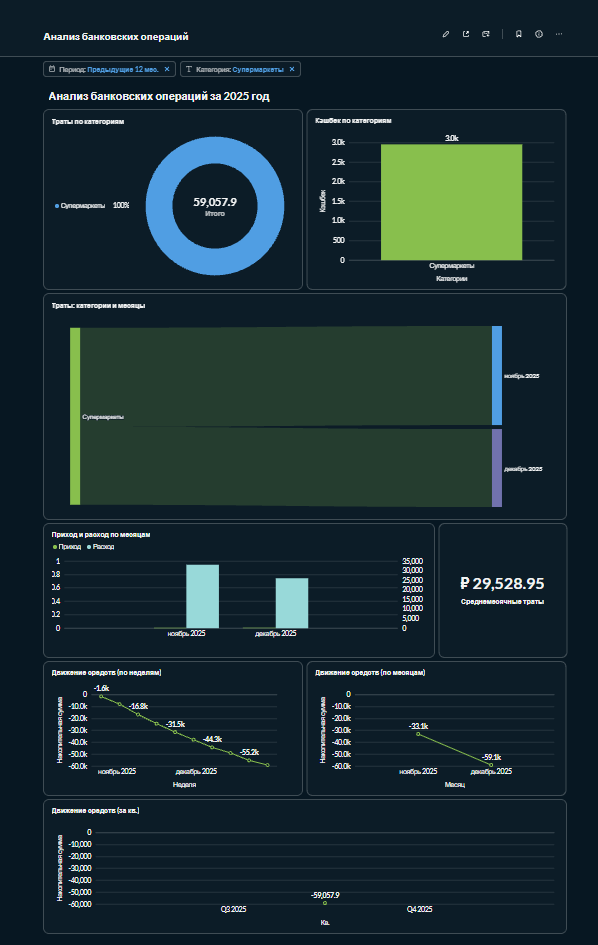 Анализ банковских операций
Период: Предыдущие 12 мес. ×
Категория: Супермаркеты ×
Анализ банковских операций за 2025 год
Траты по категориям
Супермаркеты 100%
59,057.9
Итого
Кэшбек по категориям
3.0k
3.0k
2.5k
2.0k
1.5k
1.0k
500
0
Кэшбек
Супермаркеты
Категории
Траты: категории и месяцы
Супермаркеты
ноябрь 2025
декабрь 2025
Приход и расход по месяцам
Приход Расход
1
0.8
0.6
0.4
0.2
0
35,000
30,000
25,000
20,000
15,000
10,000
5,000
0
ноябрь 2025 декабрь 2025
₽ 29,528.95
Среднемесячные траты
Движение средств (по неделям)
Накопительная сумма
0
-10.0k
-20.0k
-30.0k
-40.0k
-50.0k
-60.0k
-1.6k
-16.8k
-31.5k
-44.3k
-55.2k
ноябрь 2025 декабрь 2025
Неделя
Движение средств (по месяцам)
Накопительная сумма
0
-10.0k
-20.0k
-30.0k
-40.0k
-50.0k
-60.0k
-33.1k
-59.1k
ноябрь 2025 декабрь 2025
Месяц
Движение средств (за кв.)
Накопительная сумма
0
-10,000
-20,000
-30,000
-40,000
-50,000
-60,000
-59,057.9
Q3 2025 Q4 2025
Кв.